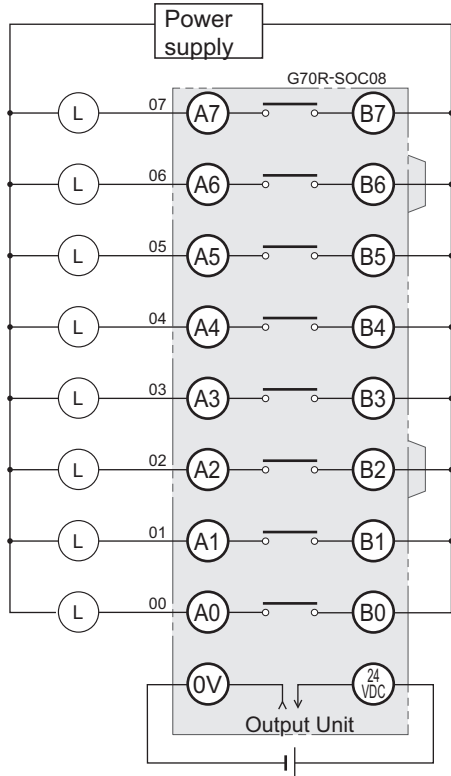 Power
supply
G70R-SOC08
L 07 A7 B7
L 06 A6 B6
L 05 A5 B5
L 04 A4 B4
L 03 A3 B3
L 02 A2 B2
L 01 A1 B1
L 00 A0 B0
0V 24
VDC
Output Unit